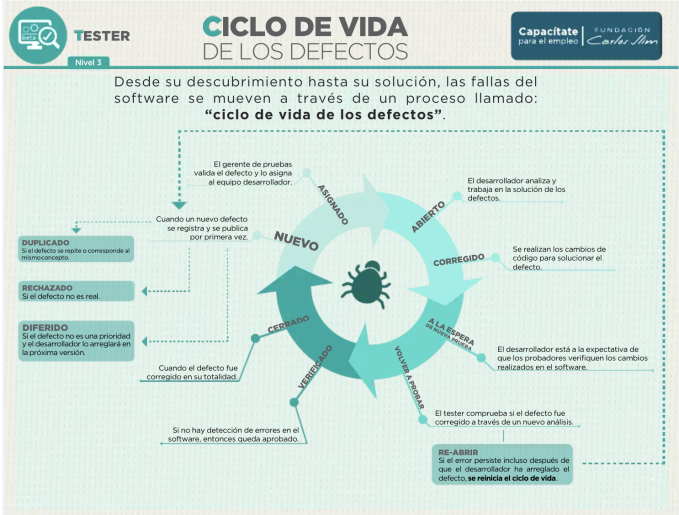 TESTER
Nivel 3
CICLO DE VIDA
DE LOS DEFECTOS
Capacítate
para el empleo
FUNDACIÓN
Carlos Slim
beta
Desde su descubrimiento hasta su solución, las fallas del
software se mueven a través de un proceso llamado:
“ciclo de vida de los defectos”.
El gerente de pruebas
valida el defecto y lo asigna
al equipo desarrollador.
ASIGNADO
El desarrollador analiza y
trabaja en la solución de los
defectos.
ABIERTO
Cuando un nuevo defecto
se registra y se publica
por primera vez.
NUEVO
DUPLICADO
Si el defecto se repite o corresponde al
mismo concepto.
RECHAZADO
Si el defecto no es real.
DIFERIDO
Si el defecto no es una prioridad
y el desarrollador lo arreglará en
la próxima versión.
CORREGIDO
Se realizan los cambios de
código para solucionar el
defecto.
A LA ESPERA
DE NUEVA PRUEBA
El desarrollador está a la expectativa de
que los probadores verifiquen los cambios
realizados en el software.
CERRADO
Cuando el defecto fue
corregido en su totalidad.
VERIFICADO
Si no hay detección de errores en el
software, entonces queda aprobado.
VOLVER A PROBAR
El tester comprueba si el defecto fue
corregido a través de un nuevo análisis.
RE-ABRIR
Si el error persiste incluso después de
que el desarrollador ha arreglado el
defecto, se reinicia el ciclo de vida.